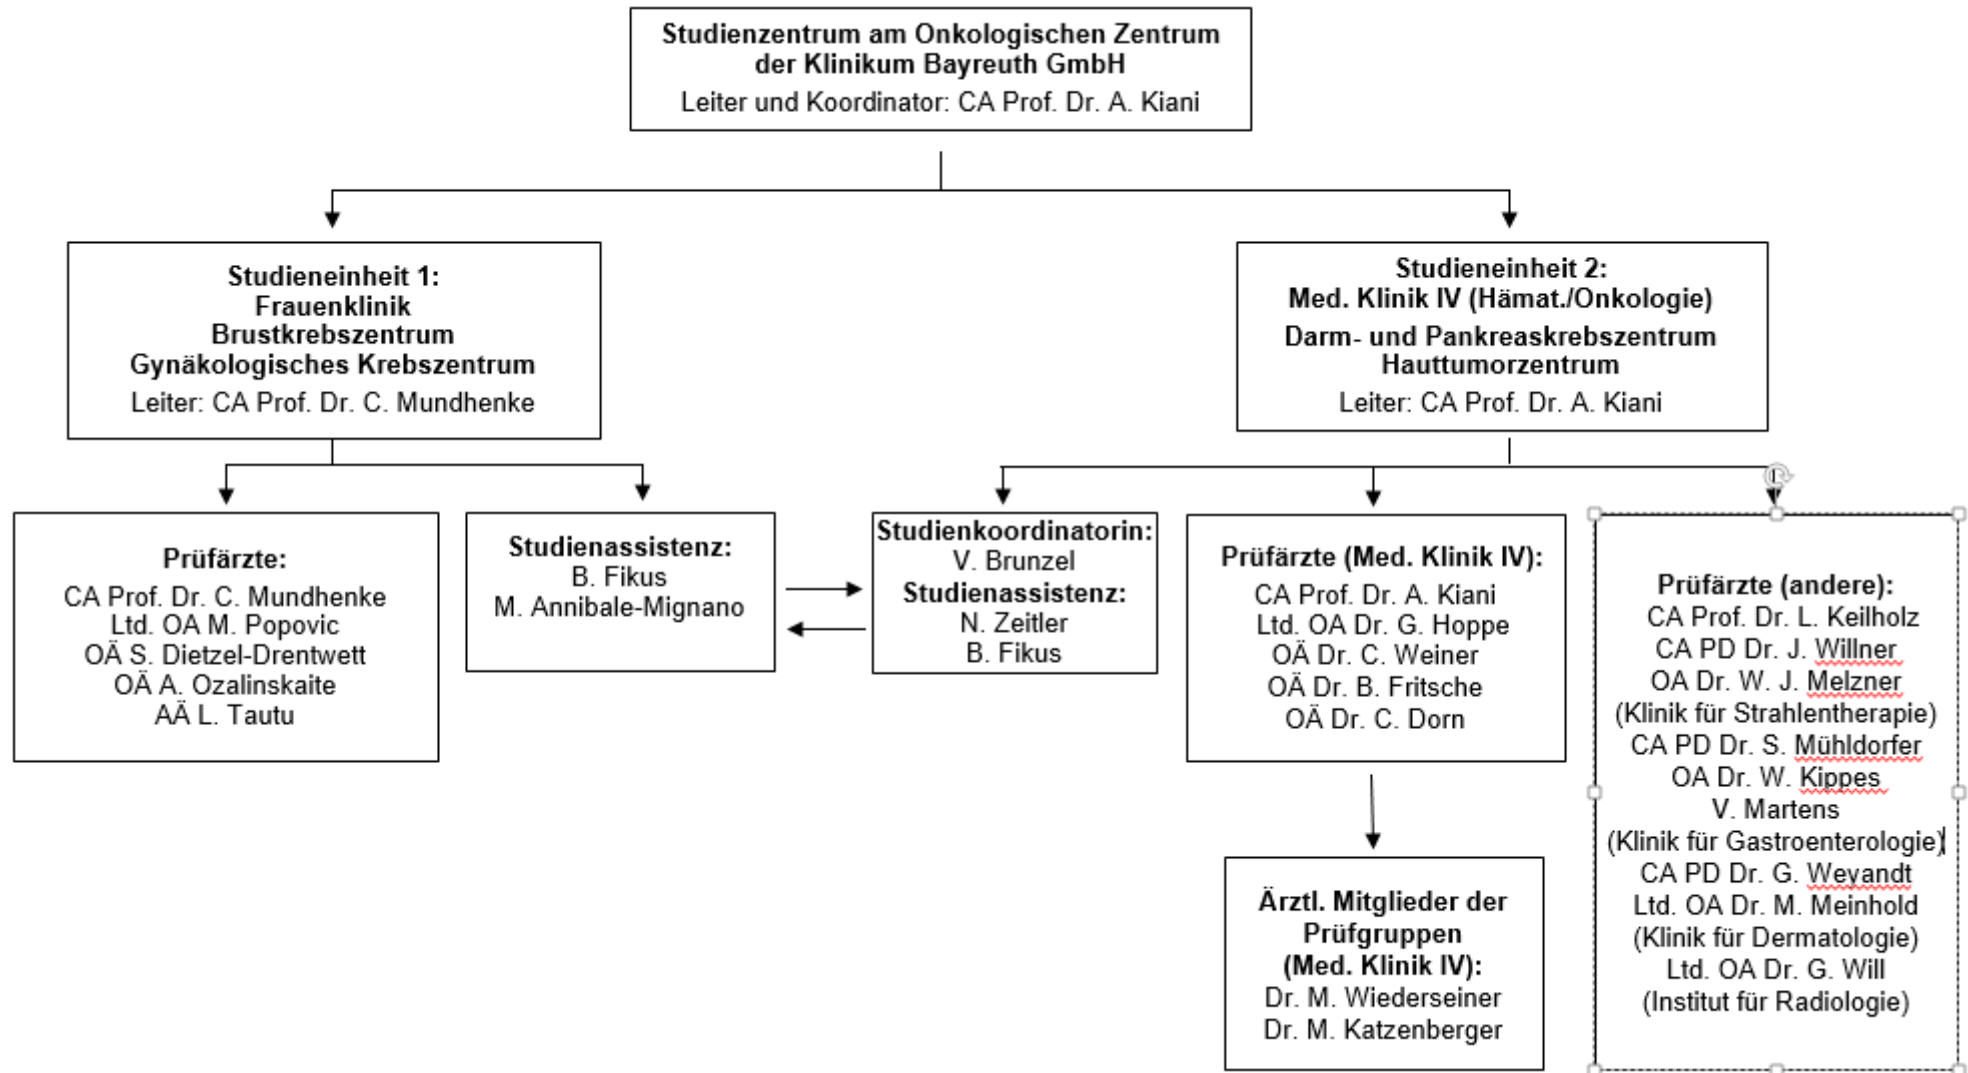 Studienzentrum am Onkologischen Zentrum
der Klinikum Bayreuth GmbH
Leiter und Koordinator: CA Prof. Dr. A. Kiani
Studieneinheit 1:
Frauenklinik
Brustkrebszentrum
Gynäkologisches Krebszentrum
Leiter: CA Prof. Dr. C. Mundhenke
Studieneinheit 2:
Med. Klinik IV (Hämat./Onkologie)
Darm- und Pankreaskrebszentrum
Hauttumorzentrum
Leiter: CA Prof. Dr. A. Kiani
Prüfärzte:
CA Prof. Dr. C. Mundhenke
Ltd. OA M. Popovic
OÄ S. Dietzel-Drentwett
OÄ A. Ozalinskaite
AÄ L. Tautu
Studienassistenz:
B. Fikus
M. Annibale-Mignano
Studienkoordinatorin:
V. Brunzel
Studienassistenz:
N. Zeitler
B. Fikus
Prüfärzte (Med. Klinik IV):
CA Prof. Dr. A. Kiani
Ltd. OA Dr. G. Hoppe
OÄ Dr. C. Weiner
OÄ Dr. B. Fritsche
OÄ Dr. C. Dorn
Ärztl. Mitglieder der
Prüfgruppen
(Med. Klinik IV):
Dr. M. Wiederseiner
Dr. M. Katzenberger
Prüfärzte (andere):
CA Prof. Dr. L. Keilholz
CA PD Dr. J. Willner
OA Dr. W. J. Melzner
(Klinik für Strahlentherapie)
CA PD Dr. S. Mühldorfer
OA Dr. W. Kippes
V. Martens
(Klinik für Gastroenterologie)
CA PD Dr. G. Weyandt
Ltd. OA Dr. M. Meinhold
(Klinik für Dermatologie)
Ltd. OA Dr. G. Will
(Institut für Radiologie)